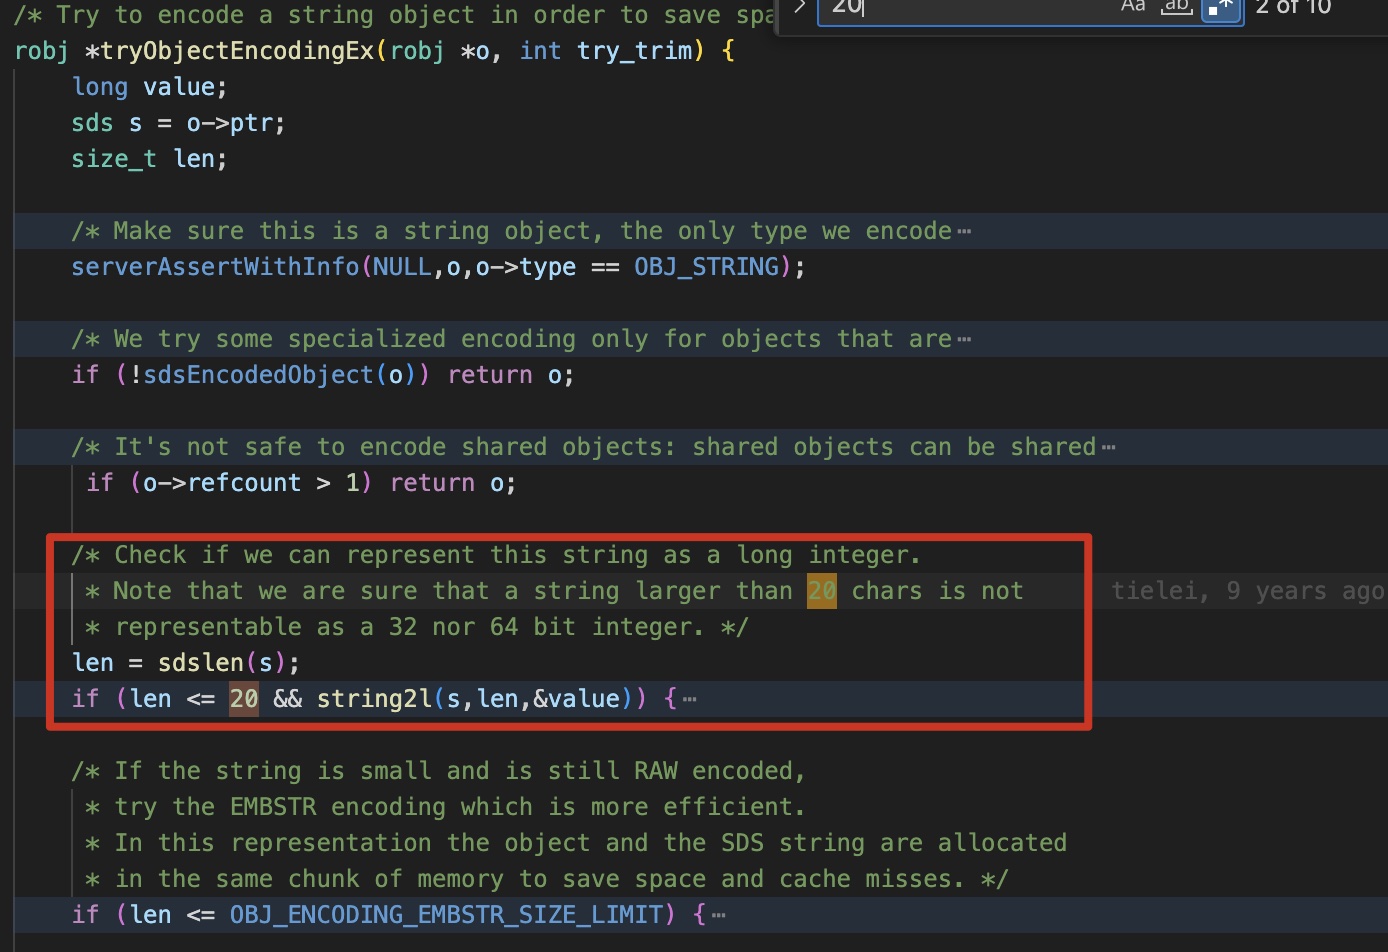 /* Try to encode a string object in order to save spa
20
Aa
ab
2 of 10
robj *tryObjectEncodingEx(robj *o, int try_trim) {
    long value;
    sds s = o->ptr;
    size_t len;
    /* Make sure this is a string object, the only type we encode…
    serverAssertWithInfo(NULL,o,o->type == OBJ_STRING);
    /* We try some specialized encoding only for objects that are…
    if (!sdsEncodedObject(o)) return o;
    /* It's not safe to encode shared objects: shared objects can be shared…
     if (o->refcount > 1) return o;
    /* Check if we can represent this string as a long integer.
     * Note that we are sure that a string larger than 20 chars is not    tielei, 9 years ago
     * representable as a 32 nor 64 bit integer. */
    len = sdslen(s);
    if (len <= 20 && string2l(s,len,&value)) {…
    /* If the string is small and is still RAW encoded,
     * try the EMBSTR encoding which is more efficient.
     * In this representation the object and the SDS string are allocated
     * in the same chunk of memory to save space and cache misses. */
    if (len <= OBJ_ENCODING_EMBSTR_SIZE_LIMIT) {…